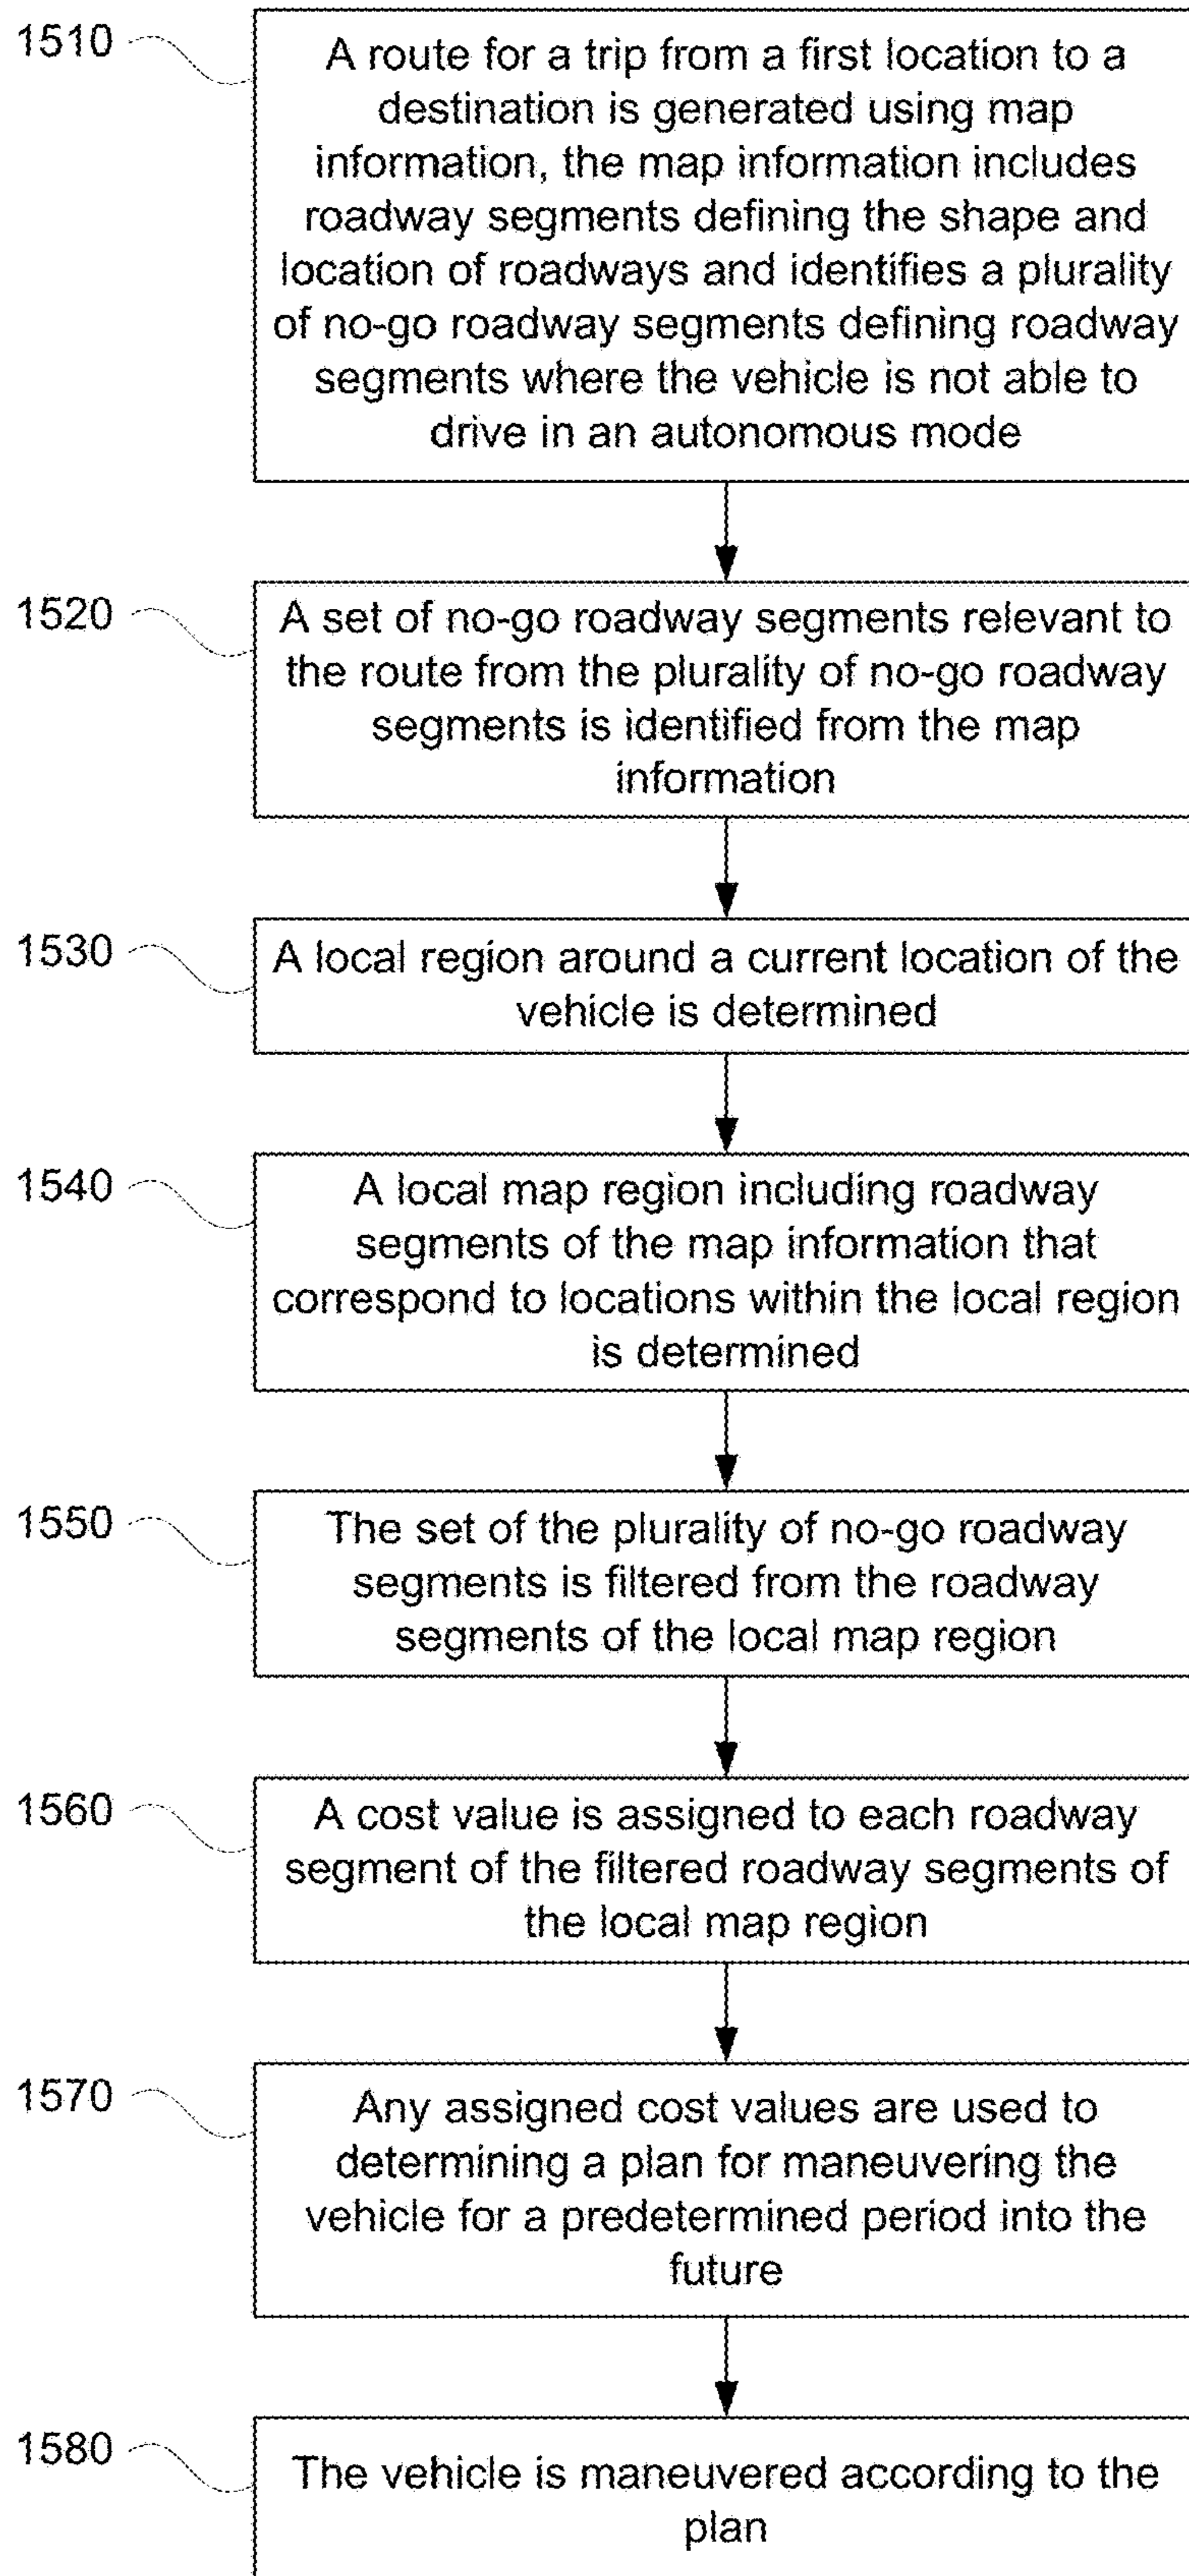 1510
A route for a trip from a first location to a
destination is generated using map
information, the map information includes
roadway segments defining the shape and
location of roadways and identifies a plurality
of no-go roadway segments defining roadway
segments where the vehicle is not able to
drive in an autonomous mode
1520
A set of no-go roadway segments relevant to
the route from the plurality of no-go roadway
segments is identified from the map
information
1530
A local region around a current location of the
vehicle is determined
1540
A local map region including roadway
segments of the map information that
correspond to locations within the local region
is determined
1550
The set of the plurality of no-go roadway
segments is filtered from the roadway
segments of the local map region
1560
A cost value is assigned to each roadway
segment of the filtered roadway segments of
the local map region
1570
Any assigned cost values are used to
determining a plan for maneuvering the
vehicle for a predetermined period into the
future
1580
The vehicle is maneuvered according to the
plan